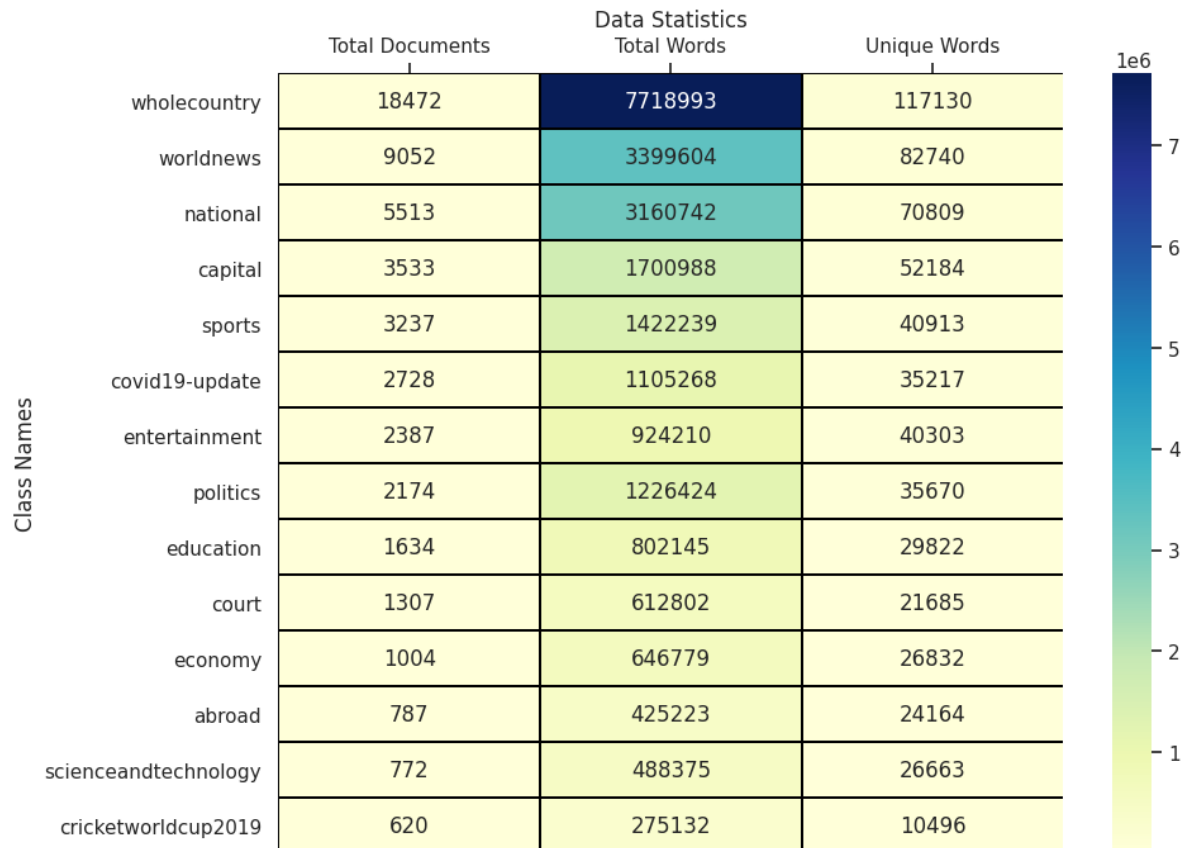 Data Statistics
Total Documents Total Words Unique Words
1e6
wholecountry 18472 7718993 117130
7
worldnews 9052 3399604 82740
national 5513 3160742 70809
6
capital 3533 1700988 52184
sports 3237 1422239 40913
5
covid19-update 2728 1105268 35217
entertainment 2387 924210 40303
4
Class Names
politics 2174 1226424 35670
education 1634 802145 29822
3
court 1307 612802 21685
economy 1004 646779 26832
2
abroad 787 425223 24164
scienceandtechnology 772 488375 26663
1
cricketworldcup2019 620 275132 10496